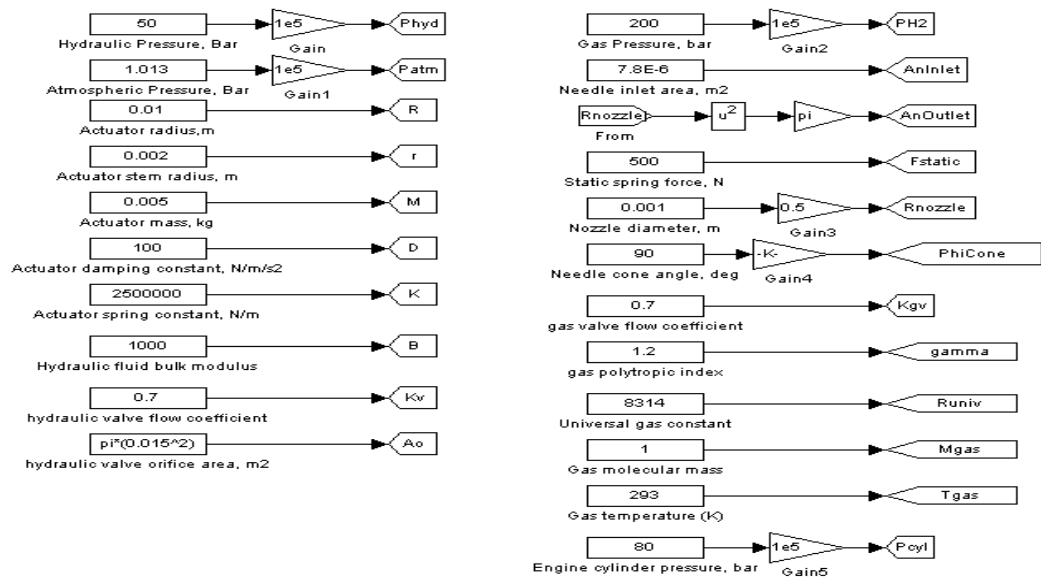 50
1e5
Phyd
Hydraulic Pressure, Bar
Gain
1.013
1e5
Patm
Atmospheric Pressure, Bar
Gain1
0.01
R
Actuator radius,m
0.002
r
Actuator stem radius, m
0.005
M
Actuator mass, kg
100
D
Actuator damping constant, N/m/s2
2500000
K
Actuator spring constant, N/m
1000
B
Hydraulic fluid bulk modulus
0.7
Kv
hydraulic valve flow coefficient
pi*(0.015^2)
Ao
hydraulic valve orifice area, m2
200
1e5
PH2
Gas Pressure, bar
Gain2
7.8E-6
AnInlet
Needle inlet area, m2
Rnozzle
u²
pi
AnOutlet
From
500
Fstatic
Static spring force, N
0.001
0.5
Rnozzle
Nozzle diameter, m
Gain3
90
-K-
PhiCone
Needle cone angle, deg
Gain4
0.7
Kgv
gas valve flow coefficient
1.2
gamma
gas polytropic index
8314
Runiv
Universal gas constant
1
Mgas
Gas molecular mass
293
Tgas
Gas temperature (K)
80
1e5
Pcyl
Engine cylinder pressure, bar
Gain5